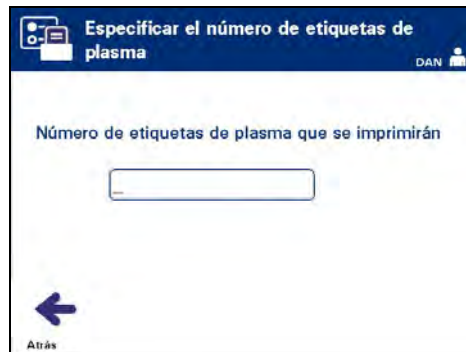 Especificar el número de etiquetas de
plasma
DAN
Número de etiquetas de plasma que se imprimirán
Atrás